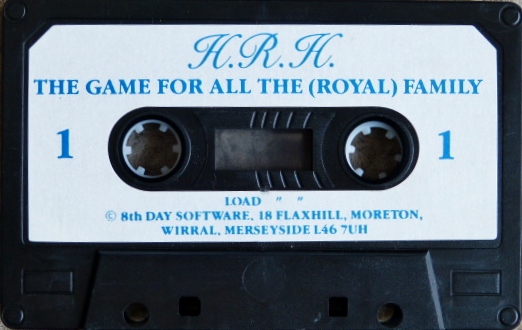 H.R.H.
THE GAME FOR ALL THE (ROYAL) FAMILY
1 1
LOAD " "
© 8th DAY SOFTWARE, 18 FLAXHILL, MORETON,
WIRRAL, MERSEYSIDE L46 7UH